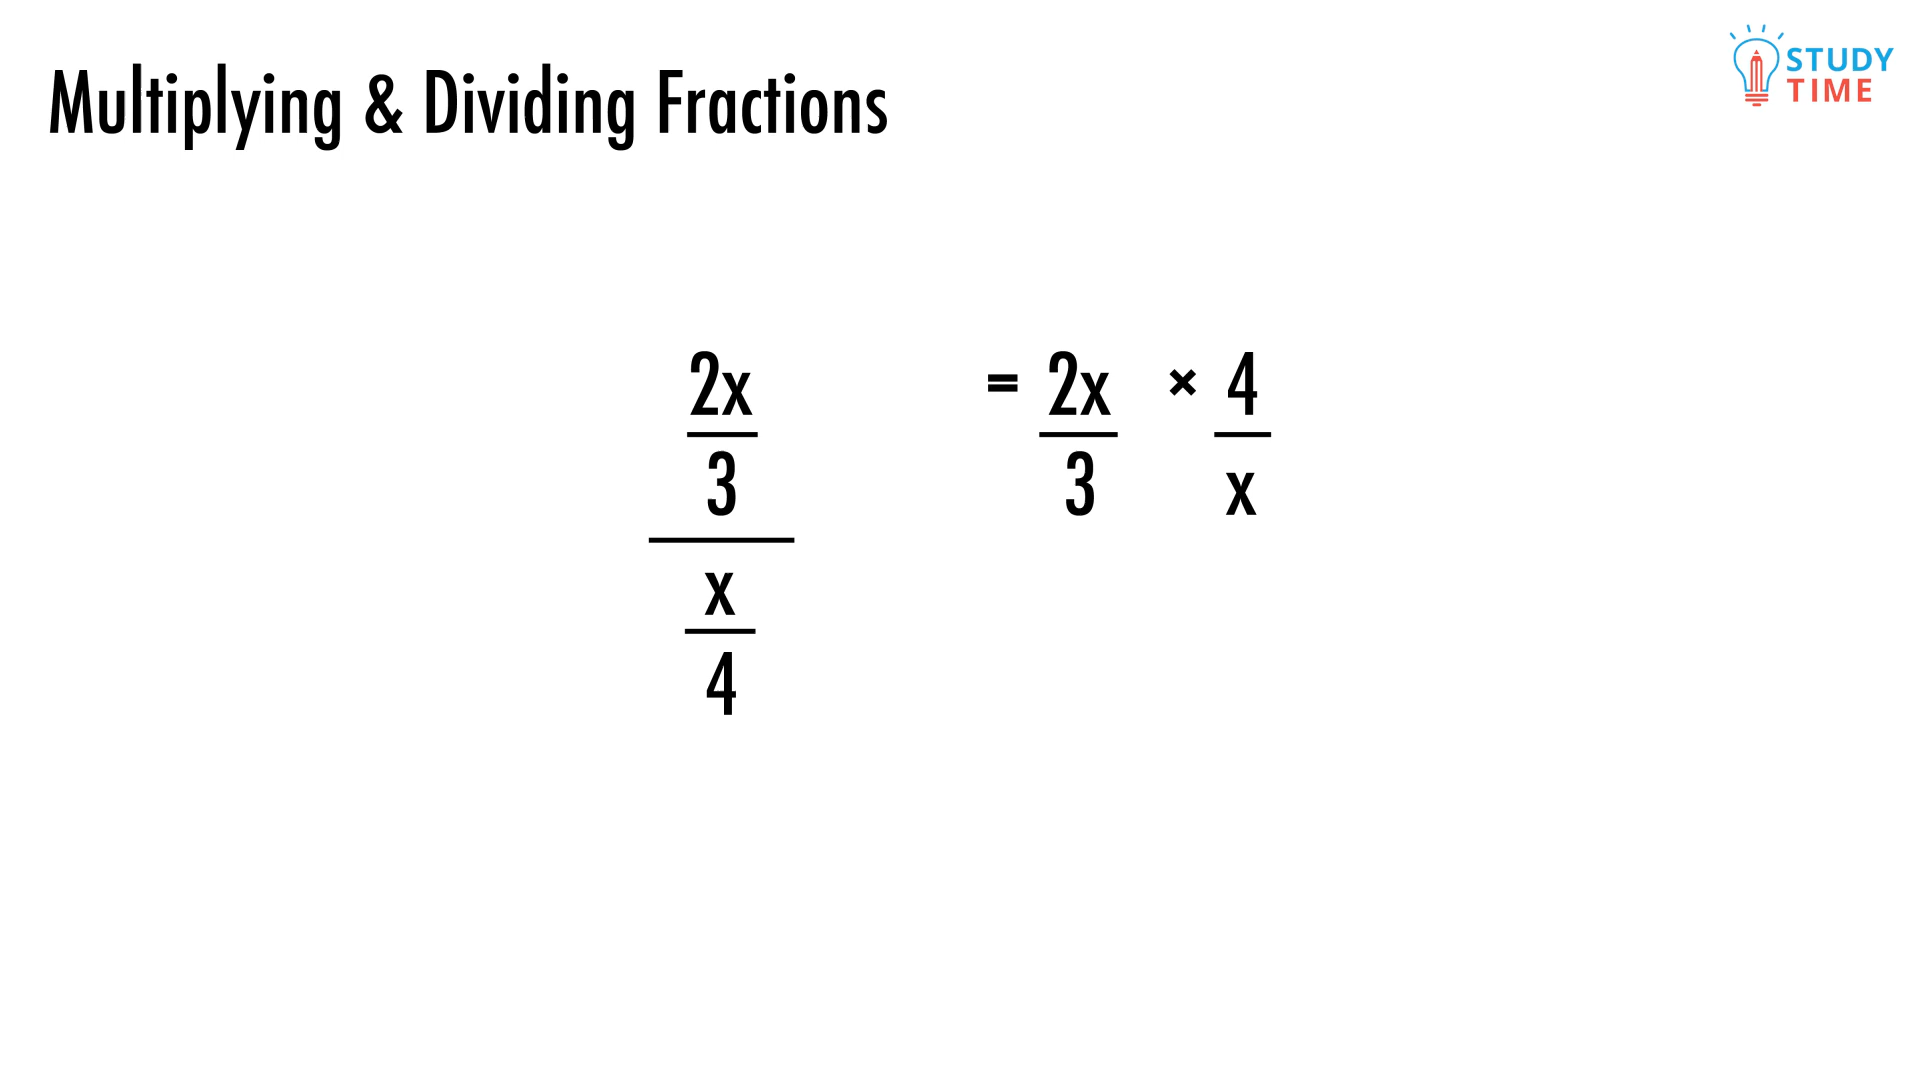 Multiplying & Dividing Fractions
STUDY
TIME
2x
3
x
4
= 2x × 4
3 x